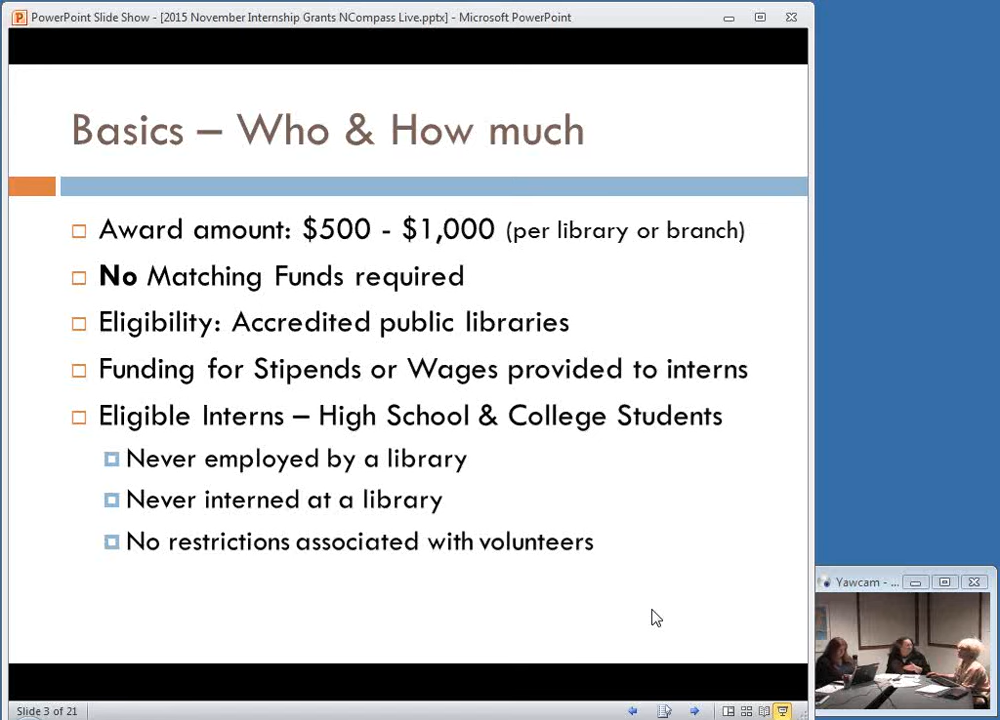 PowerPoint Slide Show - [2015 November Internship Grants NCompass Live.pptx] - Microsoft PowerPoint
Basics – Who & How much
Award amount: $500 - $1,000 (per library or branch)
No Matching Funds required
Eligibility: Accredited public libraries
Funding for Stipends or Wages provided to interns
Eligible Interns – High School & College Students
Never employed by a library
Never interned at a library
No restrictions associated with volunteers
Yawcam - ...
Slide 3 of 21